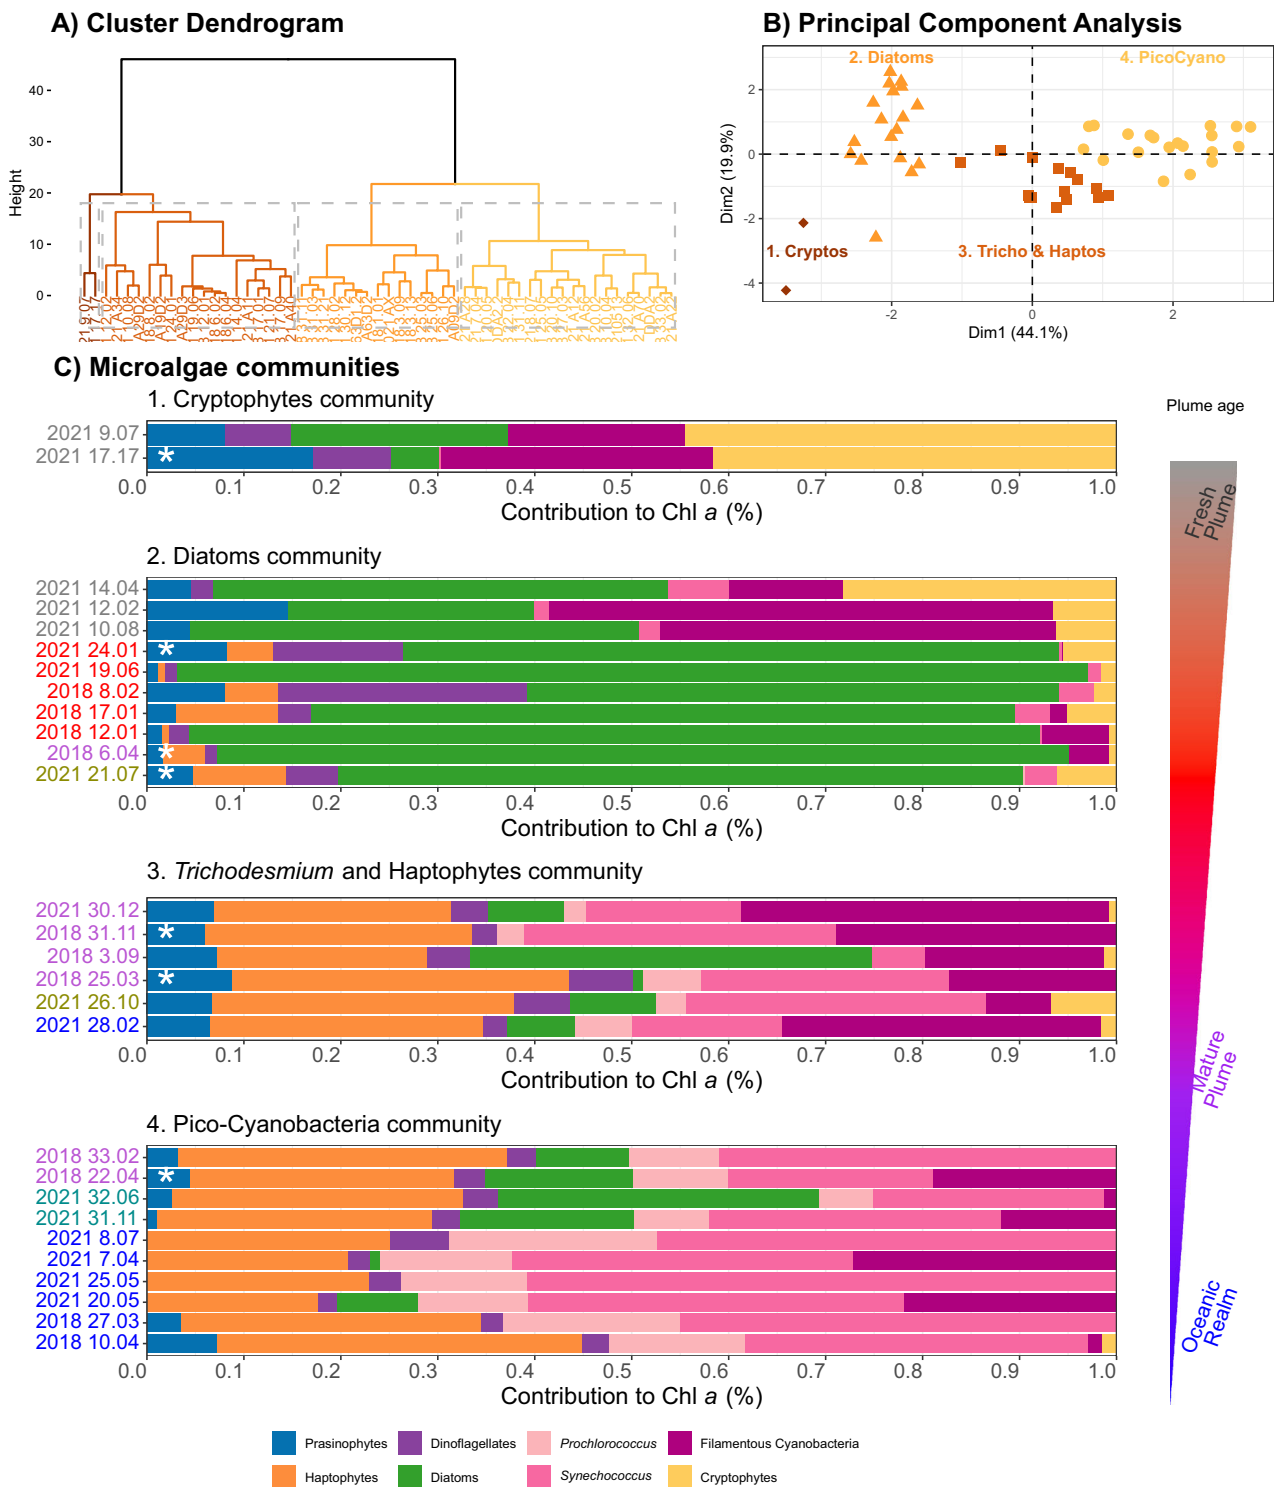 A) Cluster Dendrogram
B) Principal Component Analysis
Height
40
30
20
10
0
2. Diatoms
4. PicoCyano
1. Cryptos
3. Tricho & Haptos
Dim2 (19.9%)
2
0
-2
-4
-2
0
2
Dim1 (44.1%)
C) Microalgae communities
1. Cryptophytes community
2021 9.07
2021 17.17
*
0.0 0.1 0.2 0.3 0.4 0.5 0.6 0.7 0.8 0.9 1.0
Contribution to Chl a (%)
2. Diatoms community
2021 14.04
2021 12.02
2021 10.08
2021 24.01 *
2021 19.06
2018 8.02
2018 17.01
2018 12.01
2018 6.04 *
2021 21.07 *
0.0 0.1 0.2 0.3 0.4 0.5 0.6 0.7 0.8 0.9 1.0
Contribution to Chl a (%)
3. Trichodesmium and Haptophytes community
2021 30.12
2018 31.11 *
2018 3.09
2018 25.03 *
2021 26.10
2021 28.02
0.0 0.1 0.2 0.3 0.4 0.5 0.6 0.7 0.8 0.9 1.0
Contribution to Chl a (%)
4. Pico-Cyanobacteria community
2018 33.02
2018 22.04 *
2021 32.06
2021 31.11
2021 8.07
2021 7.04
2021 25.05
2021 20.05
2018 27.03
2018 10.04
0.0 0.1 0.2 0.3 0.4 0.5 0.6 0.7 0.8 0.9 1.0
Contribution to Chl a (%)
Plume age
Fresh
Plume
Mature
Plume
Oceanic
Realm
Prasinophytes
Dinoflagellates
Prochlorococcus
Filamentous Cyanobacteria
Haptophytes
Diatoms
Synechococcus
Cryptophytes